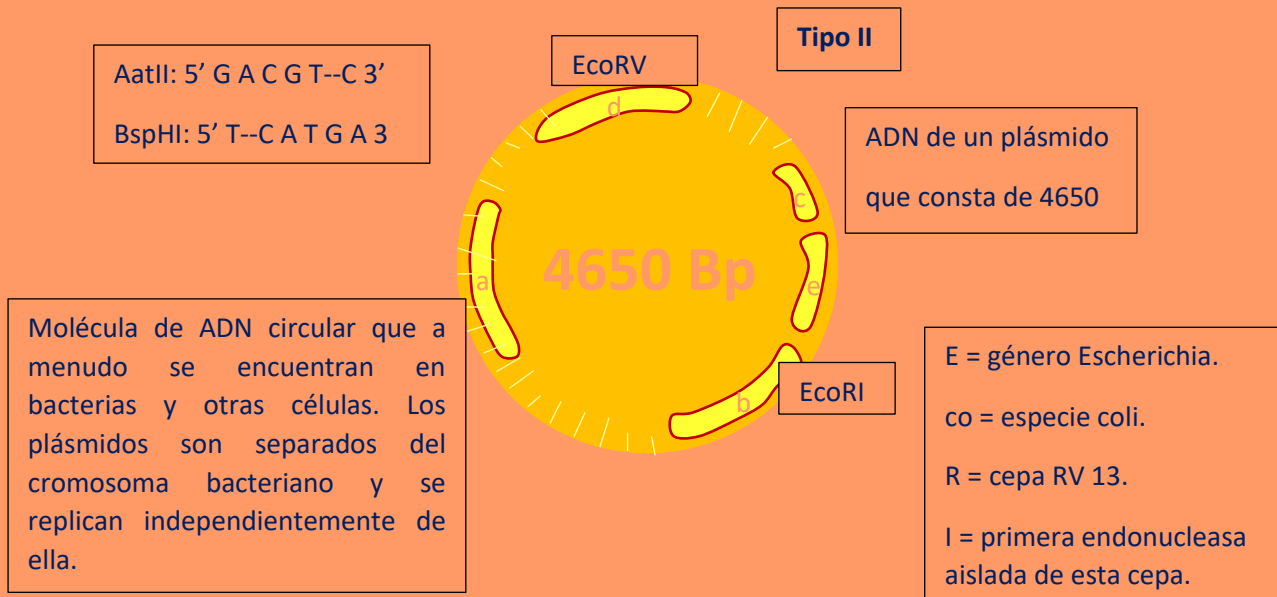 Tipo II
AatII: 5’ G A C G T--C 3’
BspHI: 5’ T--C A T G A 3
EcoRV
d
ADN de un plásmido
que consta de 4650
c
4650 Bp
a
e
Molécula de ADN circular que a
menudo se encuentran en
bacterias y otras células. Los
plásmidos son separados del
cromosoma bacteriano y se
replican independientemente de
ella.
b
EcoRI
E = género Escherichia.
co = especie coli.
R = cepa RV 13.
I = primera endonucleasa
aislada de esta cepa.